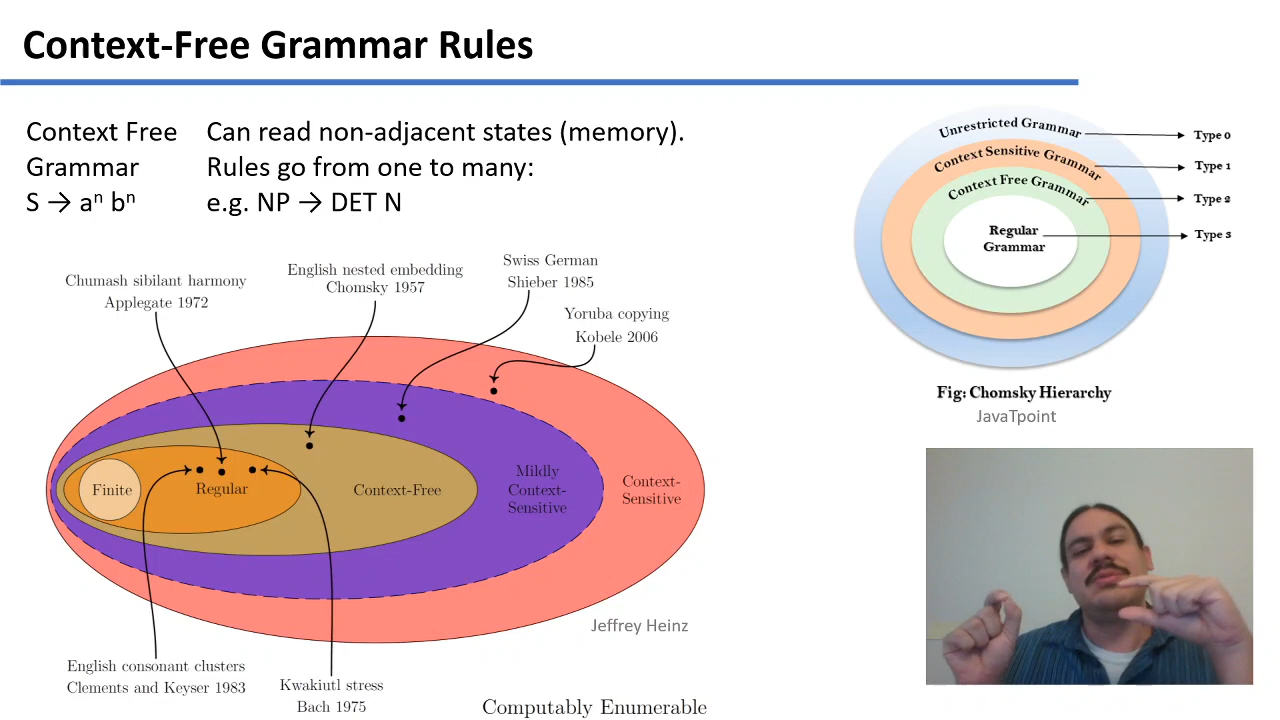 Context-Free Grammar Rules
Context Free
Grammar
S → aⁿ bⁿ
Can read non-adjacent states (memory).
Rules go from one to many:
e.g. NP → DET N
Unrestricted Grammar
Type 0
Context Sensitive Grammar
Type 1
Context Free Grammar
Type 2
Regular
Grammar
Type 3
Fig: Chomsky Hierarchy
JavaTpoint
Chumash sibilant harmony
Applegate 1972
English nested embedding
Chomsky 1957
Swiss German
Shieber 1985
Yoruba copying
Kobele 2006
Finite
Regular
Context-Free
Mildly
Context-
Sensitive
Context-
Sensitive
Jeffrey Heinz
English consonant clusters
Clements and Keyser 1983
Kwakiutl stress
Bach 1975
Computably Enumerable